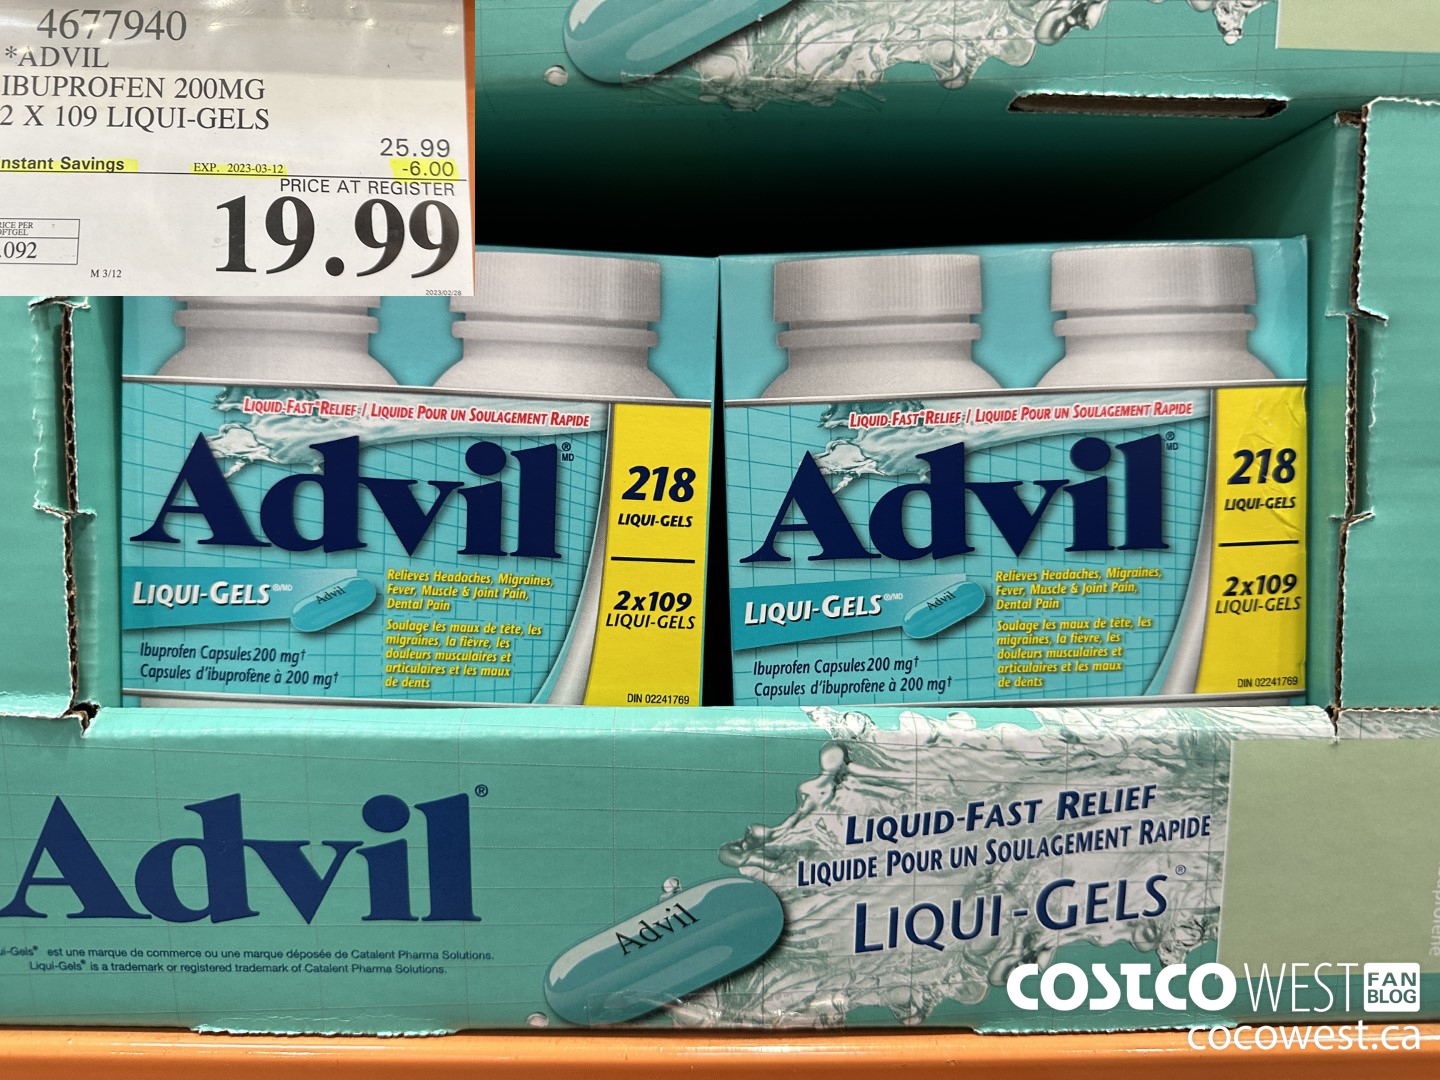 4677940
*ADVIL
IBUPROFEN 200MG
2 X 109 LIQUI-GELS
25.99
Instant Savings EXP. 2023-03-12 -6.00
PRICE AT REGISTER
19.99
.092
M 3/12
2023/02/28
LIQUID-FAST* RELIEF / LIQUIDE POUR UN SOULAGEMENT RAPIDE
Advil ®
MD
218
LIQUI-GELS
2x109
LIQUI-GELS
LIQUI-GELS ®/MD
Advil
Relieves Headaches, Migraines,
Fever, Muscle & Joint Pain,
Dental Pain
Soulage les maux de tête, les
migraines, la fièvre, les
douleurs musculaires et
articulaires et les maux
de dents
Ibuprofen Capsules 200 mg†
Capsules d'ibuprofène à 200 mg†
DIN 02241769
LIQUID-FAST* RELIEF / LIQUIDE POUR UN SOULAGEMENT RAPIDE
Advil ®
MD
218
LIQUI-GELS
2x109
LIQUI-GELS
LIQUI-GELS ®/MD
Advil
Relieves Headaches, Migraines,
Fever, Muscle & Joint Pain,
Dental Pain
Soulage les maux de tête, les
migraines, la fièvre, les
douleurs musculaires et
articulaires et les maux
de dents
Ibuprofen Capsules 200 mg†
Capsules d'ibuprofène à 200 mg†
DIN 02241769
Advil ®
est une marque de commerce ou une marque déposée de Catalent Pharma Solutions.
Liqui-Gels® is a trademark or registered trademark of Catalent Pharma Solutions.
Advil
LIQUID-FAST RELIEF
LIQUIDE POUR UN SOULAGEMENT RAPIDE
LIQUI-GELS ®
COSTCO WEST FAN BLOG
cocowest.ca